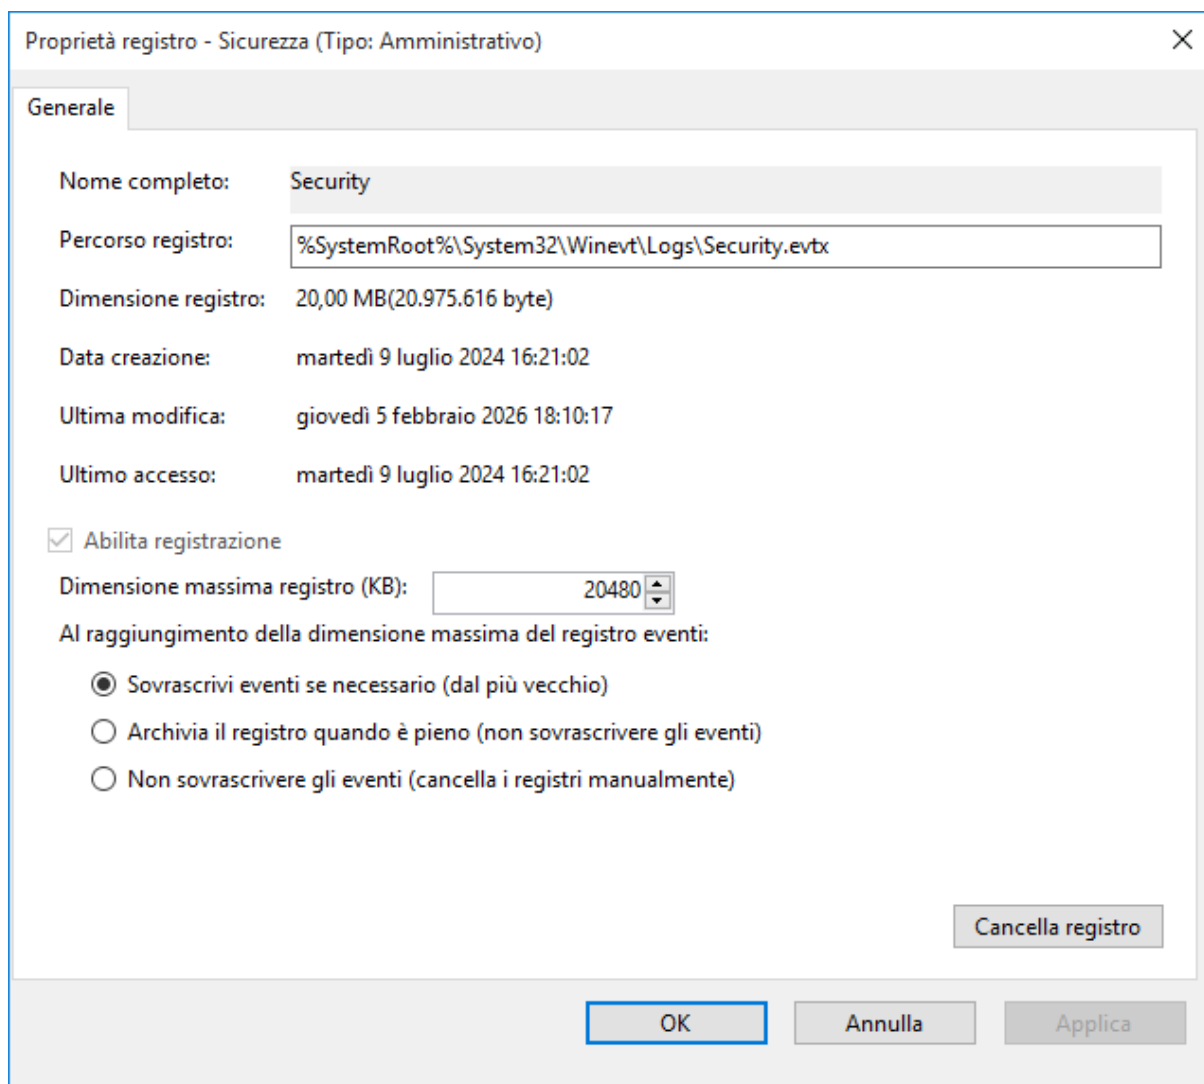 Proprietà registro - Sicurezza (Tipo: Amministrativo)
Generale
Nome completo: Security
Percorso registro: %SystemRoot%\System32\Winevt\Logs\Security.evtx
Dimensione registro: 20,00 MB(20.975.616 byte)
Data creazione: martedì 9 luglio 2024 16:21:02
Ultima modifica: giovedì 5 febbraio 2026 18:10:17
Ultimo accesso: martedì 9 luglio 2024 16:21:02
Abilita registrazione
Dimensione massima registro (KB): 20480
Al raggiungimento della dimensione massima del registro eventi:
Sovrascrivi eventi se necessario (dal più vecchio)
Archivia il registro quando è pieno (non sovrascrivere gli eventi)
Non sovrascrivere gli eventi (cancella i registri manualmente)
Cancella registro
OK Annulla Applica